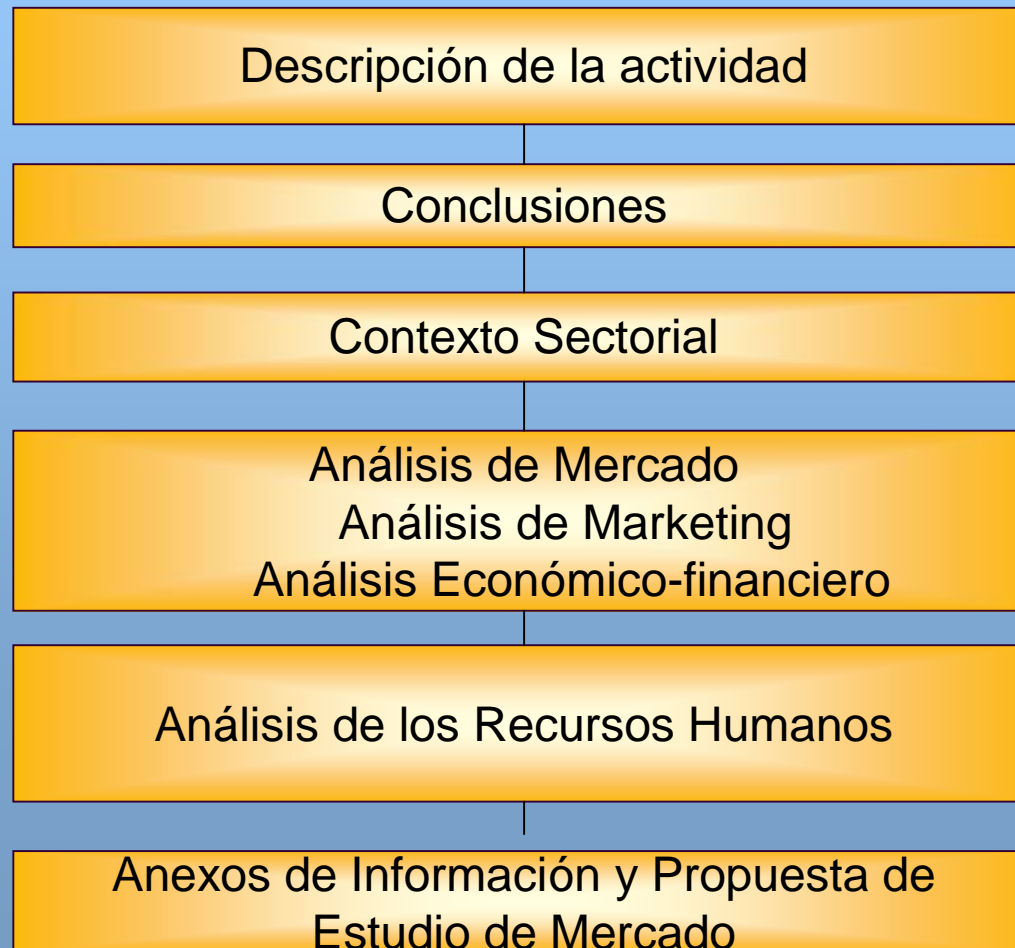 Descripción de la actividad
Conclusiones
Contexto Sectorial
Análisis de Mercado
Análisis de Marketing
Análisis Económico-financiero
Análisis de los Recursos Humanos
Anexos de Información y Propuesta de
Estudio de Mercado